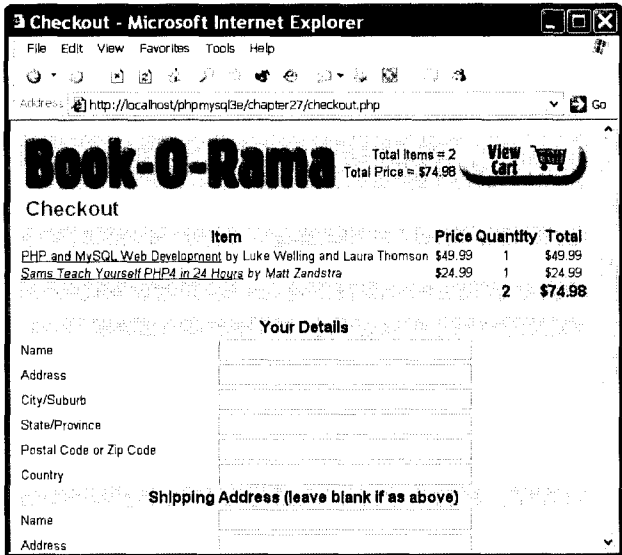 Checkout - Microsoft Internet Explorer
File Edit View Favorites Tools Help
Address http://localhost/phpmysql3e/chapter27/checkout.php Go
Book-O-Rama
Total Items = 2
Total Price = $74.98
View Cart
Checkout
Item Price Quantity Total
PHP and MySQL Web Development by Luke Welling and Laura Thomson $49.99 1 $49.99
Sams Teach Yourself PHP4 in 24 Hours by Matt Zandstra $24.99 1 $24.99
2 $74.98
Your Details
Name
Address
City/Suburb
State/Province
Postal Code or Zip Code
Country
Shipping Address (leave blank if as above)
Name
Address